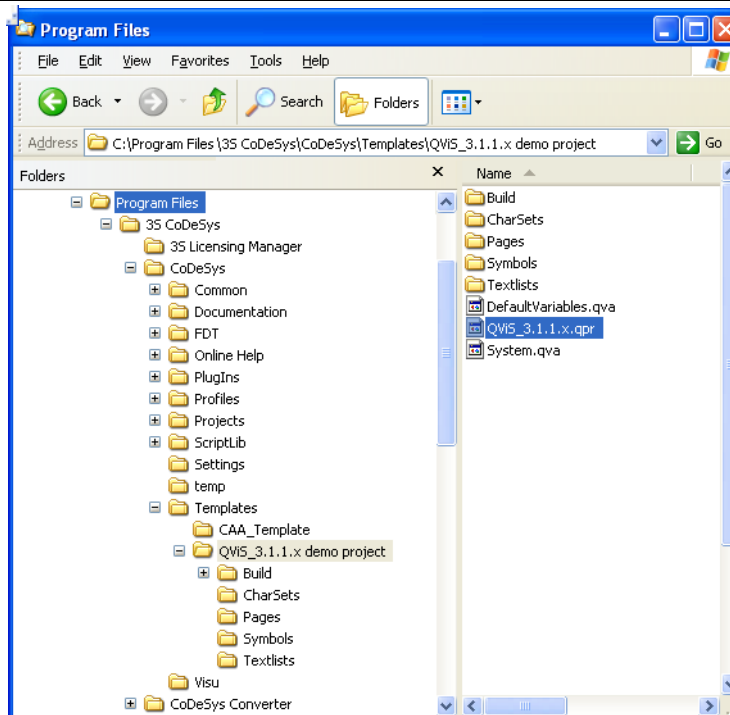 Program Files
File Edit View Favorites Tools Help
Back Search Folders
Address C:\Program Files\3S CoDeSys\CoDeSys\Templates\QViS_3.1.1.x demo project Go
Folders
Program Files
3S CoDeSys
3S Licensing Manager
CoDeSys
Common
Documentation
FDT
Online Help
PlugIns
Profiles
Projects
ScriptLib
Settings
temp
Templates
CAA_Template
QViS_3.1.1.x demo project
Build
CharSets
Pages
Symbols
Textlists
Visu
CoDeSys Converter
Name
Build
CharSets
Pages
Symbols
Textlists
DefaultVariables.qva
QViS_3.1.1.x.qpr
System.qva